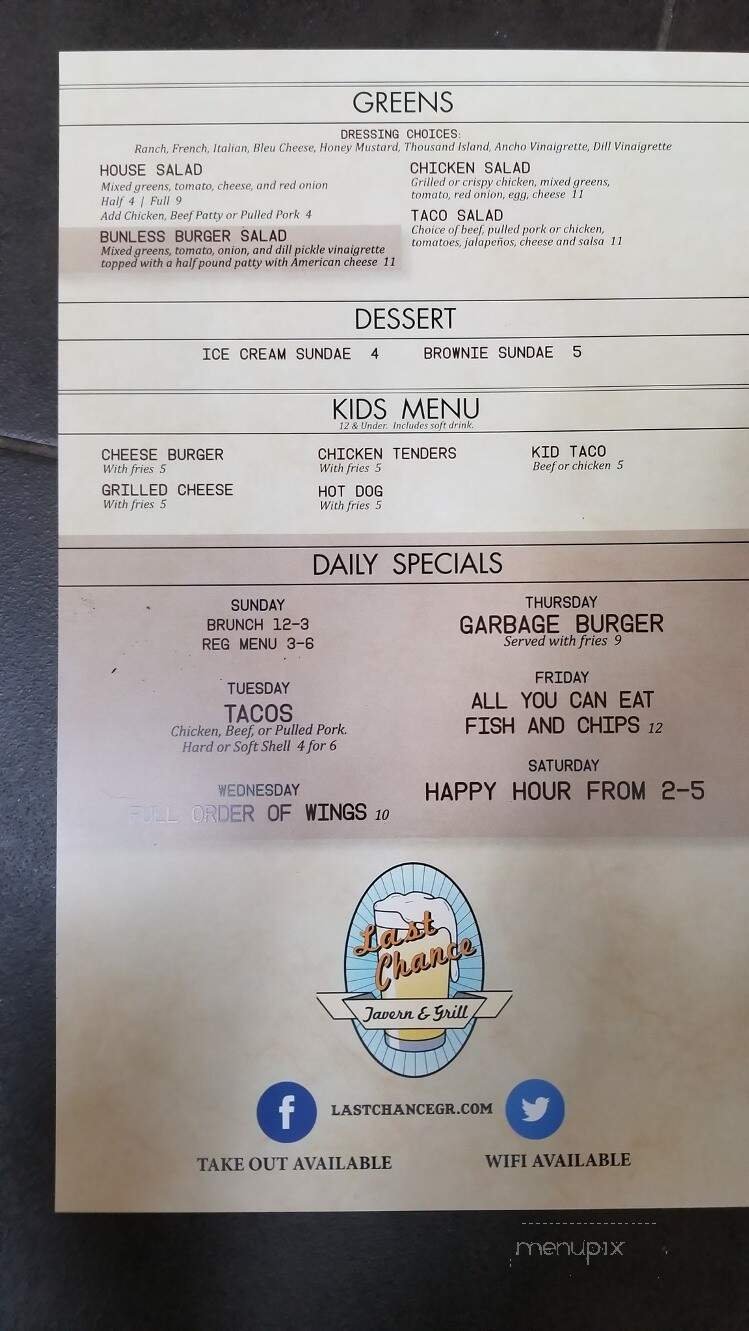 GREENS
DRESSING CHOICES:
Ranch, French, Italian, Bleu Cheese, Honey Mustard, Thousand Island, Ancho Vinaigrette, Dill Vinaigrette
HOUSE SALAD
Mixed greens, tomato, cheese, and red onion
Half 4 | Full 9
Add Chicken, Beef Patty or Pulled Pork 4
BUNLESS BURGER SALAD
Mixed greens, tomato, onion, and dill pickle vinaigrette
topped with a half pound patty with American cheese 11
CHICKEN SALAD
Grilled or crispy chicken, mixed greens,
tomato, red onion, egg, cheese 11
TACO SALAD
Choice of beef, pulled pork or chicken,
tomatoes, jalapeños, cheese and salsa 11
DESSERT
ICE CREAM SUNDAE 4 BROWNIE SUNDAE 5
KIDS MENU
12 & Under. Includes soft drink.
CHEESE BURGER
With fries 5
GRILLED CHEESE
With fries 5
CHICKEN TENDERS
With fries 5
HOT DOG
With fries 5
KID TACO
Beef or chicken 5
DAILY SPECIALS
SUNDAY
BRUNCH 12-3
REG MENU 3-6
TUESDAY
TACOS
Chicken, Beef, or Pulled Pork.
Hard or Soft Shell 4 for 6
WEDNESDAY
FULL ORDER OF WINGS 10
THURSDAY
GARBAGE BURGER
Served with fries 9
FRIDAY
ALL YOU CAN EAT
FISH AND CHIPS 12
SATURDAY
HAPPY HOUR FROM 2-5
Last
Chance
Tavern & Grill
f LASTCHANCEGR.COM
TAKE OUT AVAILABLE WIFI AVAILABLE
menupix